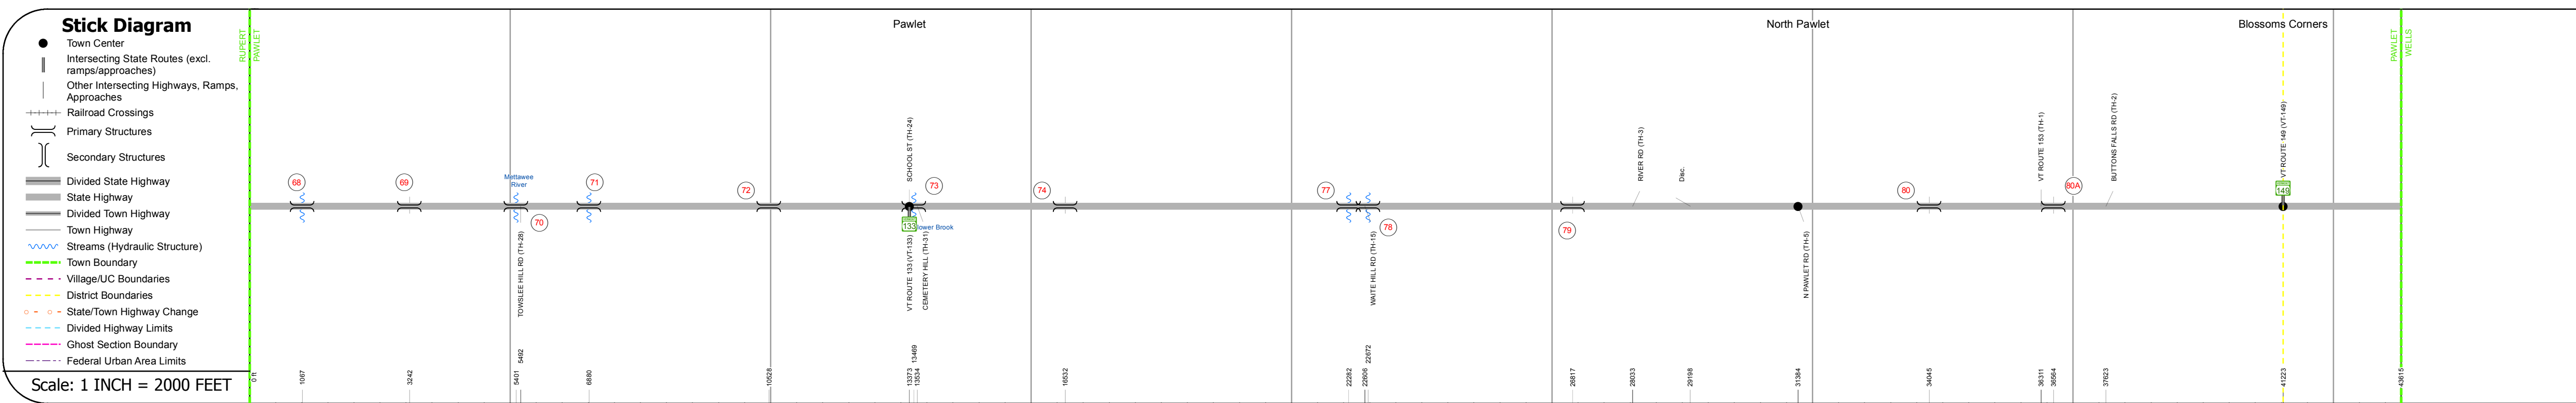 Stick Diagram
Town Center
Intersecting State Routes (excl.
ramps/approaches)
Other Intersecting Highways, Ramps,
Approaches
Railroad Crossings
Primary Structures
Secondary Structures
Divided State Highway
State Highway
Divided Town Highway
Town Highway
Streams (Hydraulic Structure)
Town Boundary
Village/UC Boundaries
District Boundaries
State/Town Highway Change
Divided Highway Limits
Ghost Section Boundary
Federal Urban Area Limits
Scale: 1 INCH = 2000 FEET
RUPERT
PAWLET
Pawlet
North Pawlet
Blossoms Corners
PAWLET
WELLS
68
69
Mettawee
River
70
TOWSLEE HILL RD (TH-28)
71
72
SCHOOL ST (TH-24)
73
133
lower Brook
VT ROUTE 133 (VT-133)
CEMETERY HILL (TH-31)
74
77
78
WAITE HILL RD (TH-15)
79
RIVER RD (TH-3)
Disc.
N PAWLET RD (TH-5)
80
VT ROUTE 153 (TH-1)
80A
BUTTONS FALLS RD (TH-2)
VT ROUTE 149 (VT-149)
149
0 ft
1067
3242
5401
5492
6880
10528
13373
13469
13534
16532
22282
22606
22672
26817
28033
29198
31384
34045
36311
36564
37623
41223
43615